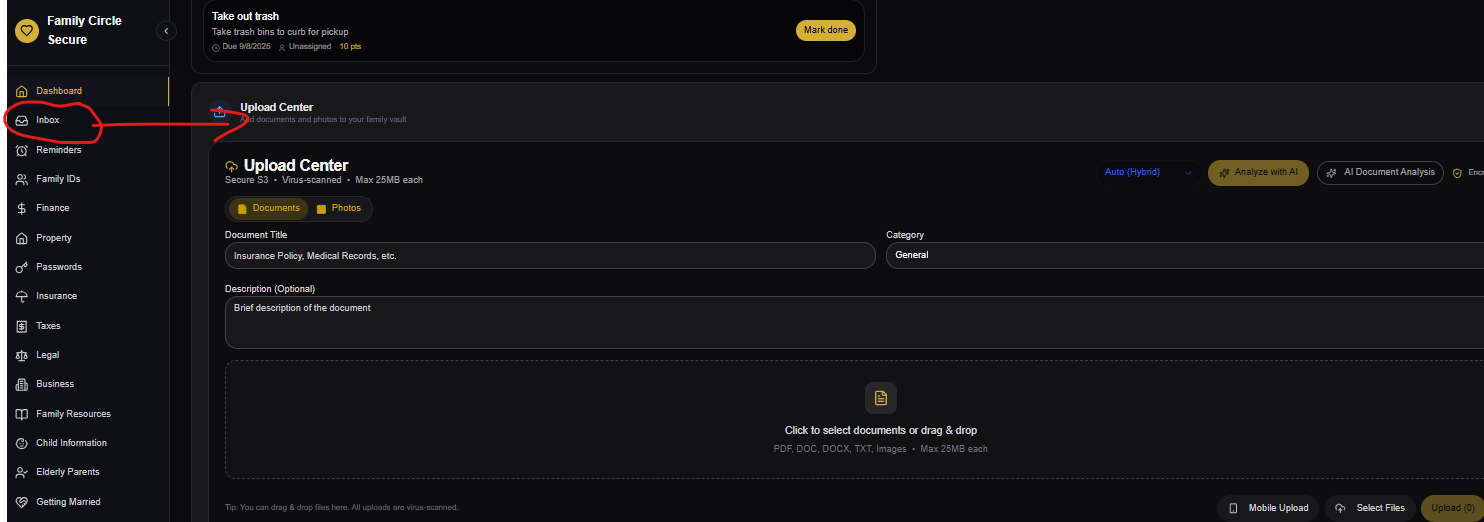 Family Circle
Secure
Dashboard
Inbox
Reminders
Family IDs
Finance
Property
Passwords
Insurance
Taxes
Legal
Business
Family Resources
Child Information
Elderly Parents
Getting Married
Take out trash
Take trash bins to curb for pickup
Due 9/8/2025 Unassigned 10 pts
Mark done
Upload Center
documents and photos to your family vault
Upload Center
Secure S3 • Virus-scanned • Max 25MB each
Auto (Hybrid)
Analyze with AI
AI Document Analysis
Documents Photos
Document Title
Insurance Policy, Medical Records, etc.
Category
General
Description (Optional)
Brief description of the document
Click to select documents or drag & drop
PDF, DOC, DOCX, TXT, Images • Max 25MB each
Tip: You can drag & drop files here. All uploads are virus-scanned.
Mobile Upload
Select Files
Upload (0)